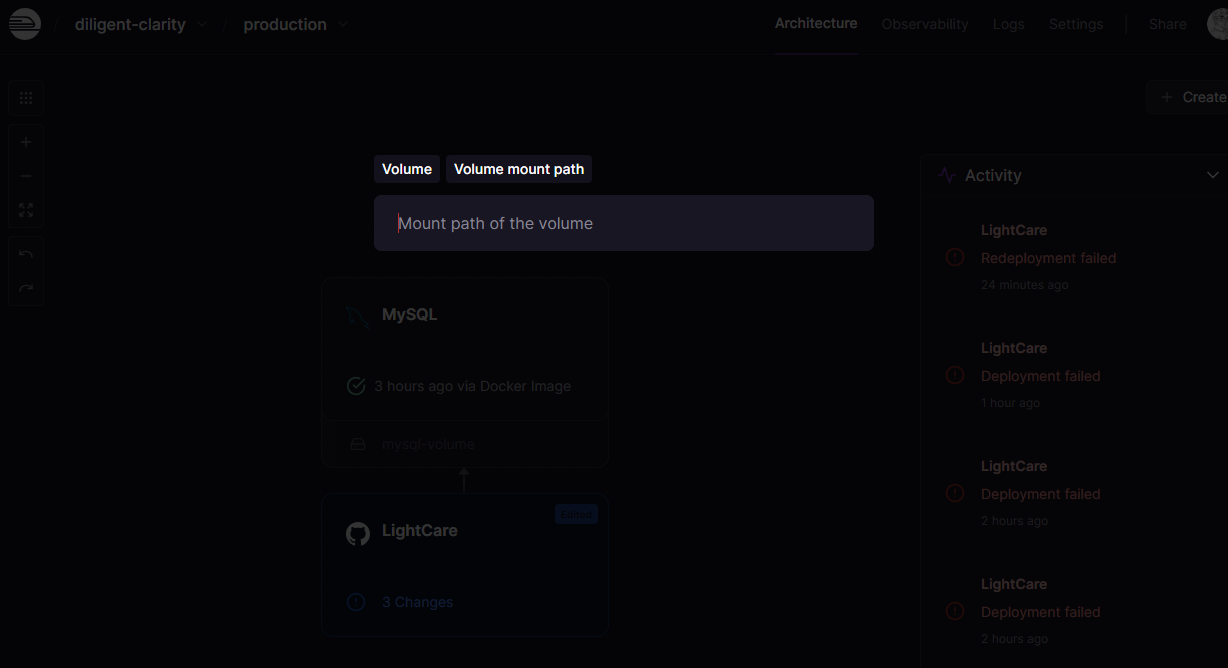 diligent-clarity / production
Architecture
Observability
Logs
Settings
Share
Create
Volume
Volume mount path
Mount path of the volume
Activity
LightCare
Redeployment failed
24 minutes ago
LightCare
Deployment failed
1 hour ago
LightCare
Deployment failed
2 hours ago
LightCare
Deployment failed
2 hours ago
MySQL
3 hours ago via Docker Image
mysql-volume
LightCare
Edited
3 Changes